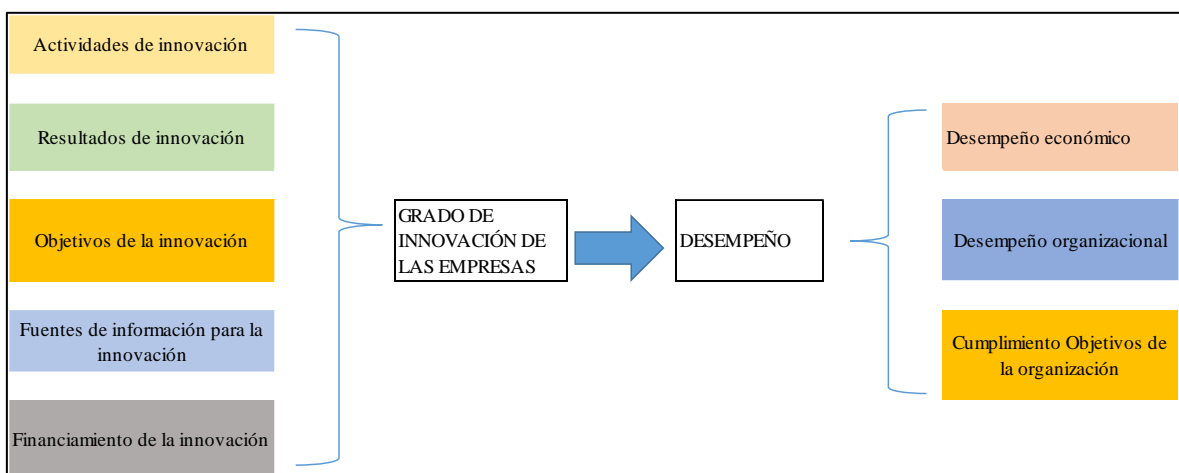 Actividades de innovación
Resultados de innovación
Objetivos de la innovación
Fuentes de información para la
innovación
Financiamiento de la innovación
GRADO DE
INNOVACIÓN DE
LAS EMPRESAS
DESEMPEÑO
Desempeño económico
Desempeño organizacional
Cumplimiento Objetivos de
la organización